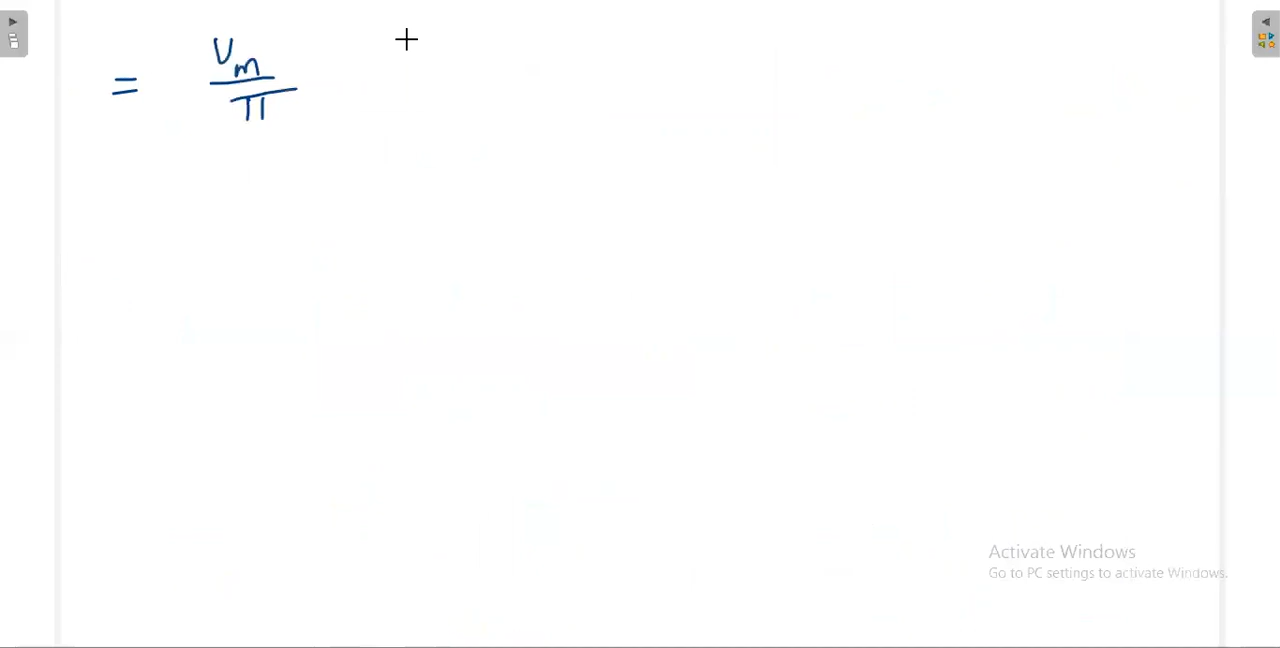 = Vm/π
Activate Windows
Go to PC settings to activate Windows.